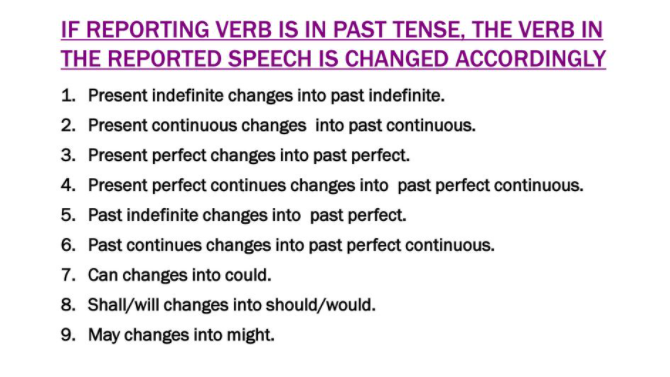 IF REPORTING VERB IS IN PAST TENSE, THE VERB IN
THE REPORTED SPEECH IS CHANGED ACCORDINGLY
1. Present indefinite changes into past indefinite.
2. Present continuous changes into past continuous.
3. Present perfect changes into past perfect.
4. Present perfect continues changes into past perfect continuous.
5. Past indefinite changes into past perfect.
6. Past continues changes into past perfect continuous.
7. Can changes into could.
8. Shall/will changes into should/would.
9. May changes into might.